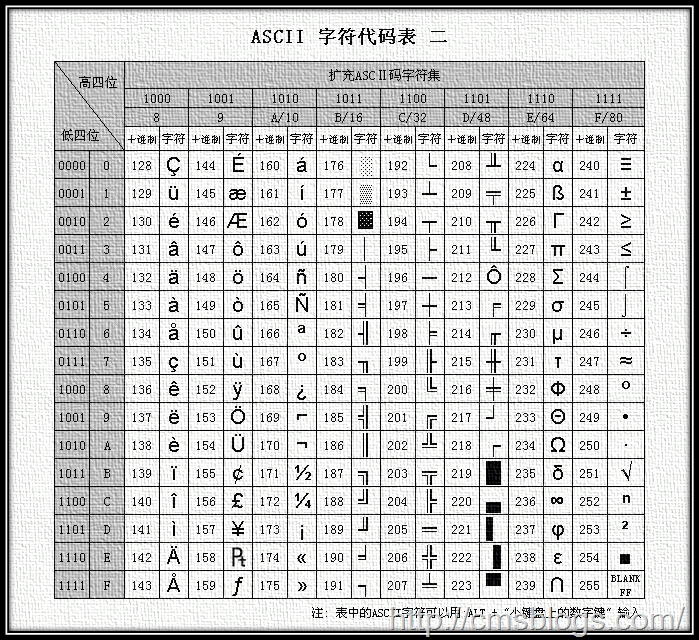 ASCII 字符代码表 二
高四位
扩充ASCⅡ码字符集
1000 1001 1010 1011 1100 1101 1110 1111
8 9 A/10 B/16 C/32 D/48 E/64 F/80
低四位
十进制 字符 十进制 字符 十进制 字符 十进制 字符 十进制 字符 十进制 字符 十进制 字符 十进制 字符
0000 0 128 Ç 144 É 160 á 176 ░ 192 └ 208 ╨ 224 α 240 ≡
0001 1 129 ü 145 æ 161 í 177 ▒ 193 ┴ 209 ╤ 225 ß 241 ±
0010 2 130 é 146 Æ 162 ó 178 ▓ 194 ┬ 210 ╥ 226 Γ 242 ≥
0011 3 131 â 147 ô 163 ú 179 │ 195 ├ 211 ╙ 227 π 243 ≤
0100 4 132 ä 148 ö 164 ñ 180 ┤ 196 ─ 212 Ô 228 Σ 244 ⌠
0101 5 133 à 149 ò 165 Ñ 181 ╡ 197 ┼ 213 ╒ 229 σ 245 ⌡
0110 6 134 å 150 û 166 ª 182 ╢ 198 ╞ 214 ╓ 230 µ 246 ÷
0111 7 135 ç 151 ù 167 º 183 ╖ 199 ╟ 215 ╫ 231 τ 247 ≈
1000 8 136 ê 152 ÿ 168 ¿ 184 ╕ 200 ╚ 216 ╪ 232 Φ 248 °
1001 9 137 ë 153 Ö 169 ⌐ 185 ╣ 201 ╔ 217 ┘ 233 Θ 249 •
1010 A 138 è 154 Ü 170 ¬ 186 ║ 202 ╩ 218 ┌ 234 Ω 250 ·
1011 B 139 ï 155 ¢ 171 ½ 187 ╗ 203 ╦ 219 █ 235 δ 251 √
1100 C 140 î 156 £ 172 ¼ 188 ╝ 204 ╠ 220 ▄ 236 ∞ 252 ⁿ
1101 D 141 ì 157 ¥ 173 ¡ 189 ╜ 205 ═ 221 ▌ 237 φ 253 ²
1110 E 142 Ä 158 ₧ 174 « 190 ╛ 206 ╬ 222 ▐ 238 ε 254 ■
1111 F 143 Å 159 ƒ 175 » 191 ┐ 207 ╧ 223 ▀ 239 ∩ 255 BLANK FF
注: 表中的ASCII字符可以用:ALT + "小键盘上的数字键" 输入
http://cmsblogs.com/